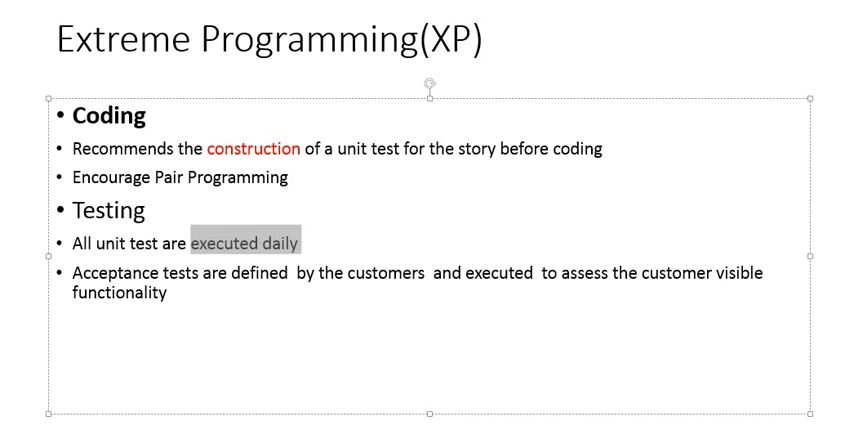 Extreme Programming(XP)
• Coding
• Recommends the construction of a unit test for the story before coding
• Encourage Pair Programming
• Testing
• All unit test are executed daily
• Acceptance tests are defined  by the customers  and executed  to assess the customer visible
functionality